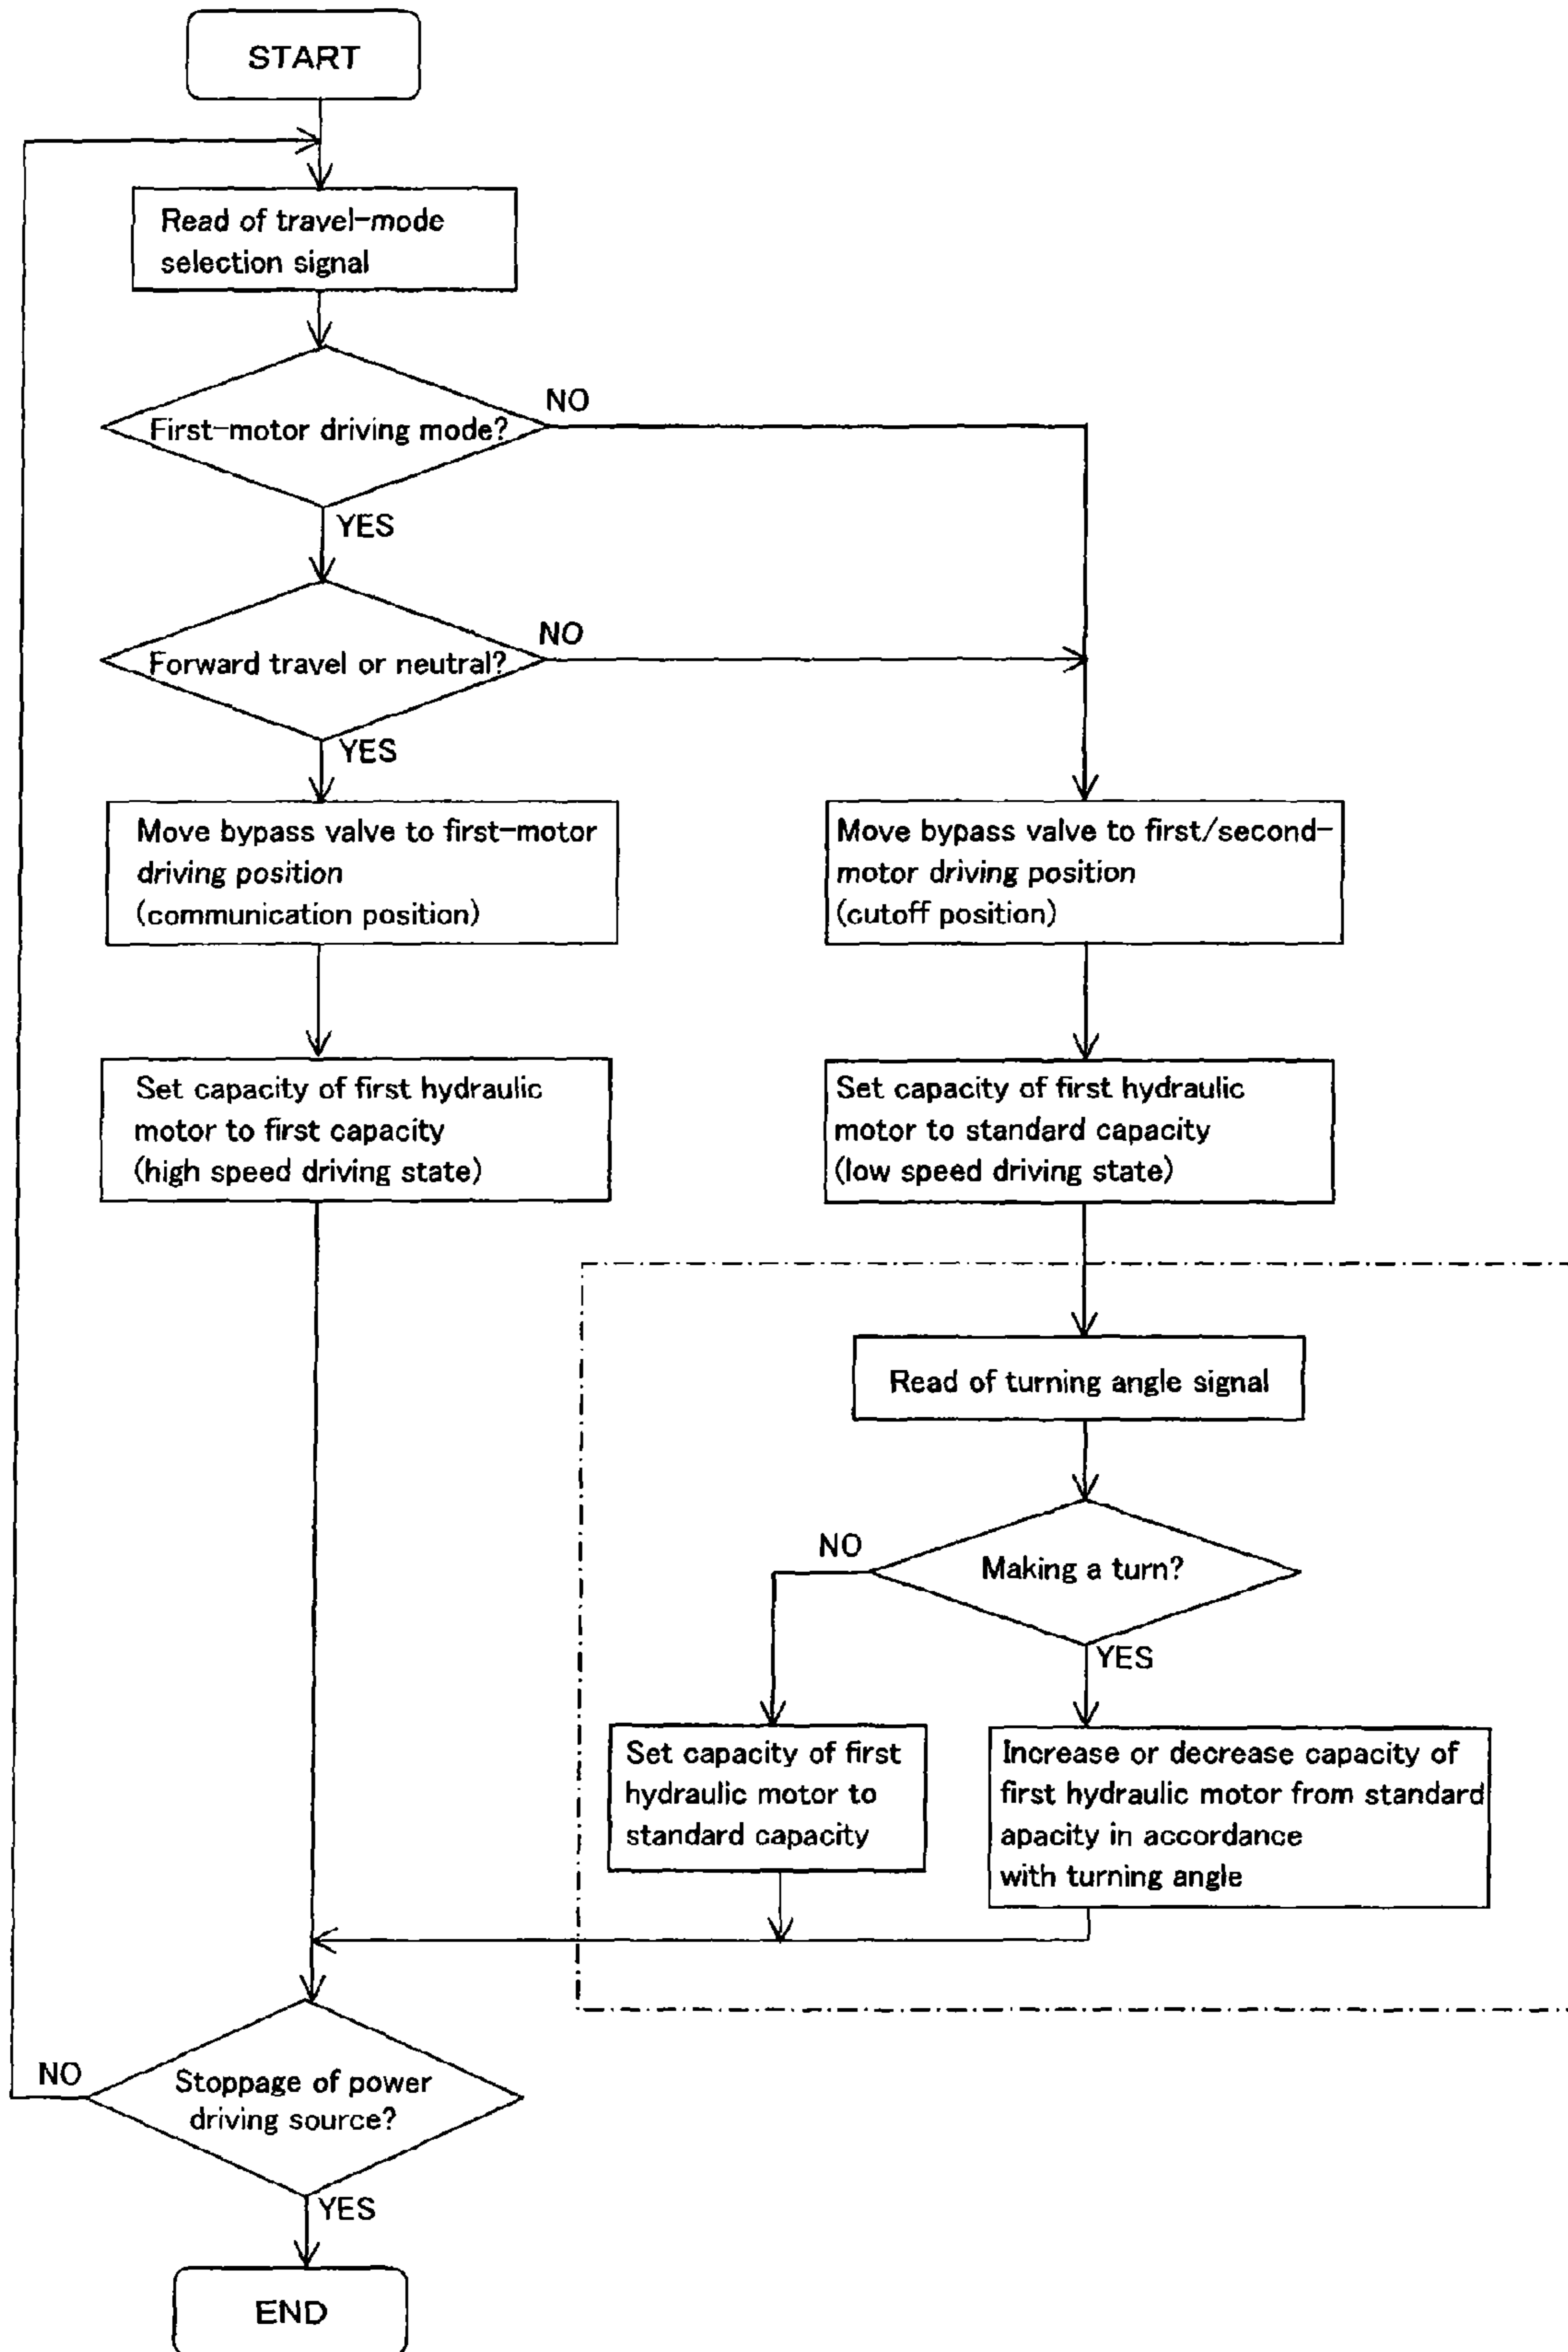 START
Read of travel-mode
selection signal
First-motor driving mode?
NO
YES
Forward travel or neutral?
NO
YES
Move bypass valve to first-motor
driving position
(communication position)
Move bypass valve to first/second-
motor driving position
(cutoff position)
Set capacity of first hydraulic
motor to first capacity
(high speed driving state)
Set capacity of first hydraulic
motor to standard capacity
(low speed driving state)
Read of turning angle signal
Making a turn?
NO
YES
Set capacity of first
hydraulic motor to
standard capacity
Increase or decrease capacity of
first hydraulic motor from standard
apacity in accordance
with turning angle
Stoppage of power
driving source?
NO
YES
END